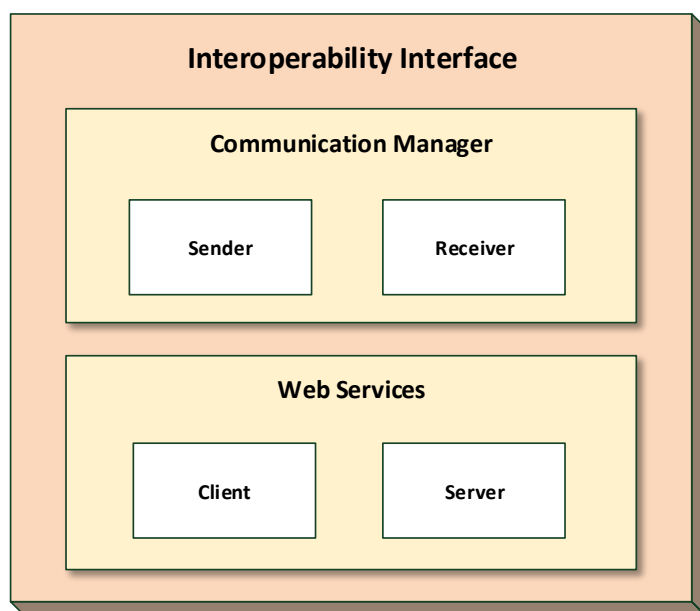 Interoperability Interface
Communication Manager
Sender
Receiver
Web Services
Client
Server